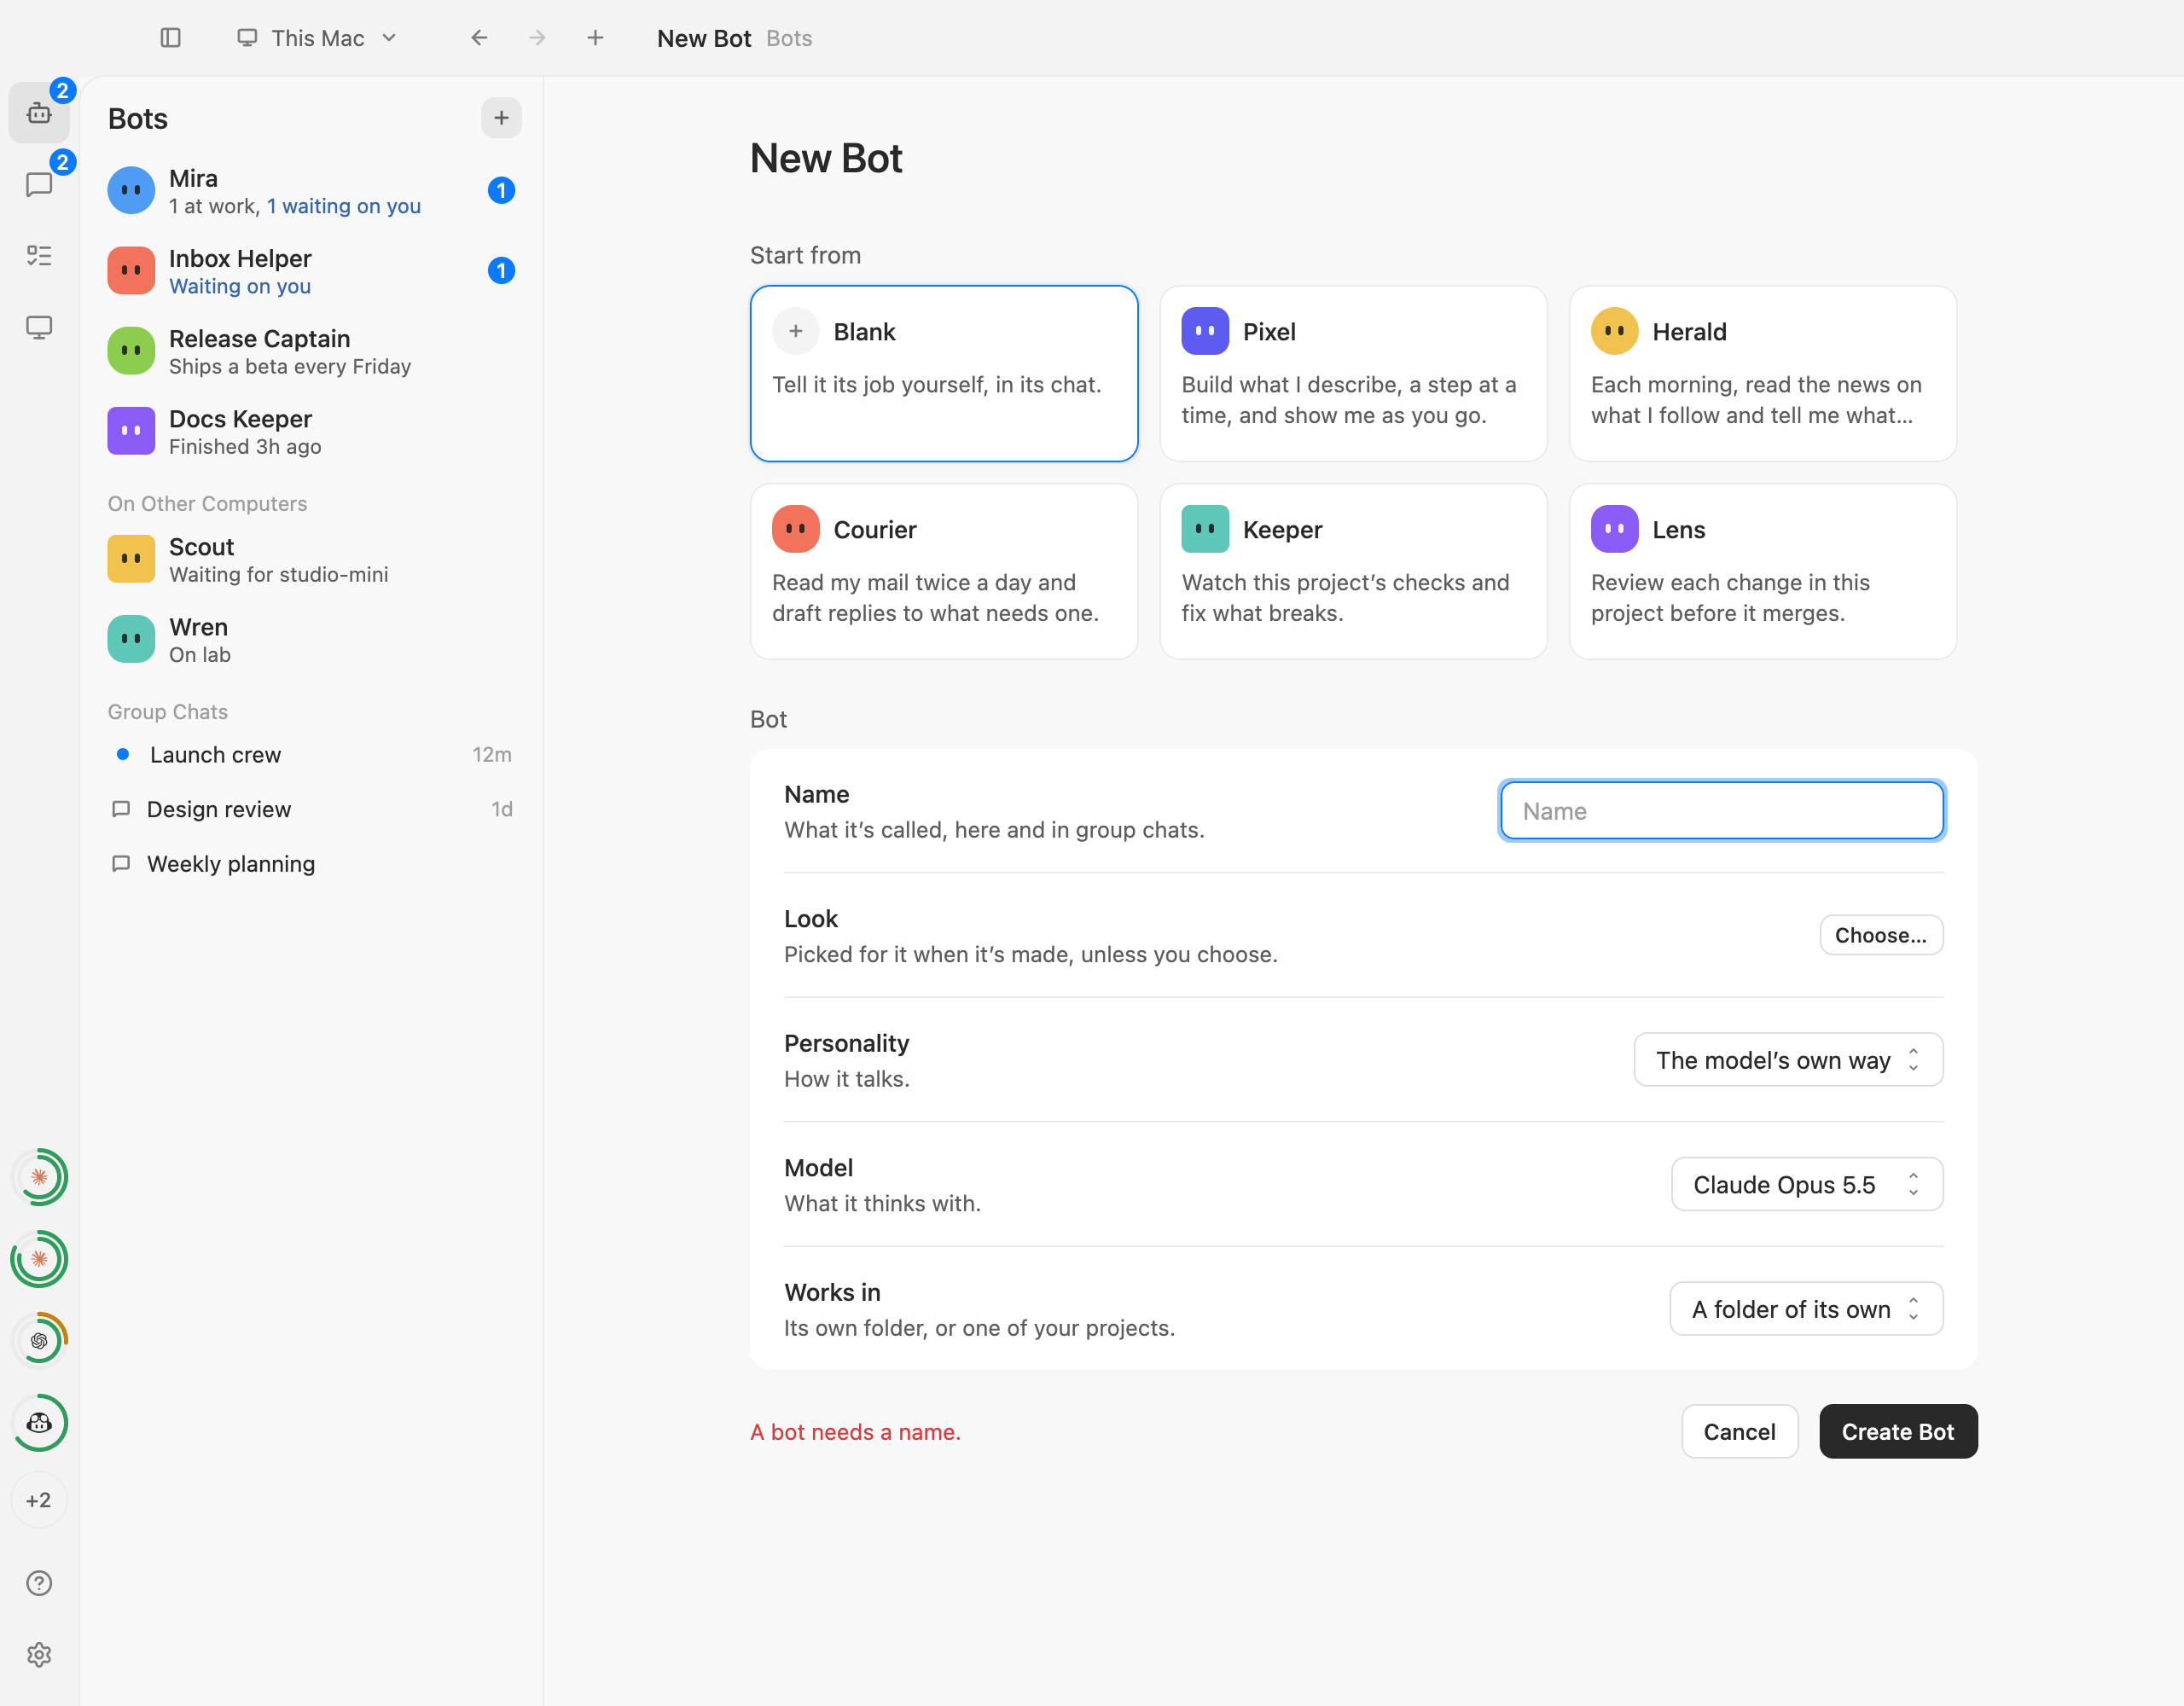 This Mac
New Bot Bots
2
2
Bots
Mira
1 at work, 1 waiting on you
1
Inbox Helper
Waiting on you
1
Release Captain
Ships a beta every Friday
Docs Keeper
Finished 3h ago
On Other Computers
Scout
Waiting for studio-mini
Wren
On lab
Group Chats
Launch crew 12m
Design review 1d
Weekly planning
+2
New Bot
Start from
Blank
Tell it its job yourself, in its chat.
Pixel
Build what I describe, a step at a
time, and show me as you go.
Herald
Each morning, read the news on
what I follow and tell me what...
Courier
Read my mail twice a day and
draft replies to what needs one.
Keeper
Watch this project’s checks and
fix what breaks.
Lens
Review each change in this
project before it merges.
Bot
Name
What it’s called, here and in group chats.
Name
Look
Picked for it when it’s made, unless you choose.
Choose...
Personality
How it talks.
The model’s own way
Model
What it thinks with.
Claude Opus 5.5
Works in
Its own folder, or one of your projects.
A folder of its own
A bot needs a name.
Cancel
Create Bot